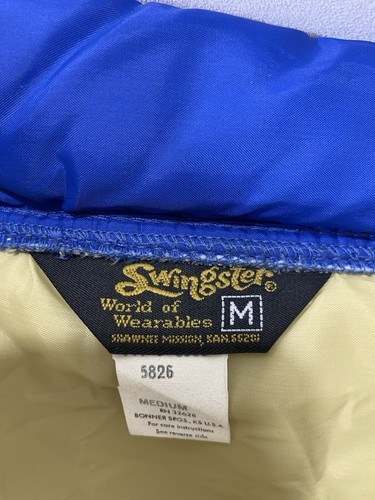 Swingster®
World of
Wearables M
SHAWNEE MISSION, KAN. 66201
5826
MEDIUM
RN 32626
BONNER SPGS., KS U.S.A.
For care instructions
See reverse side